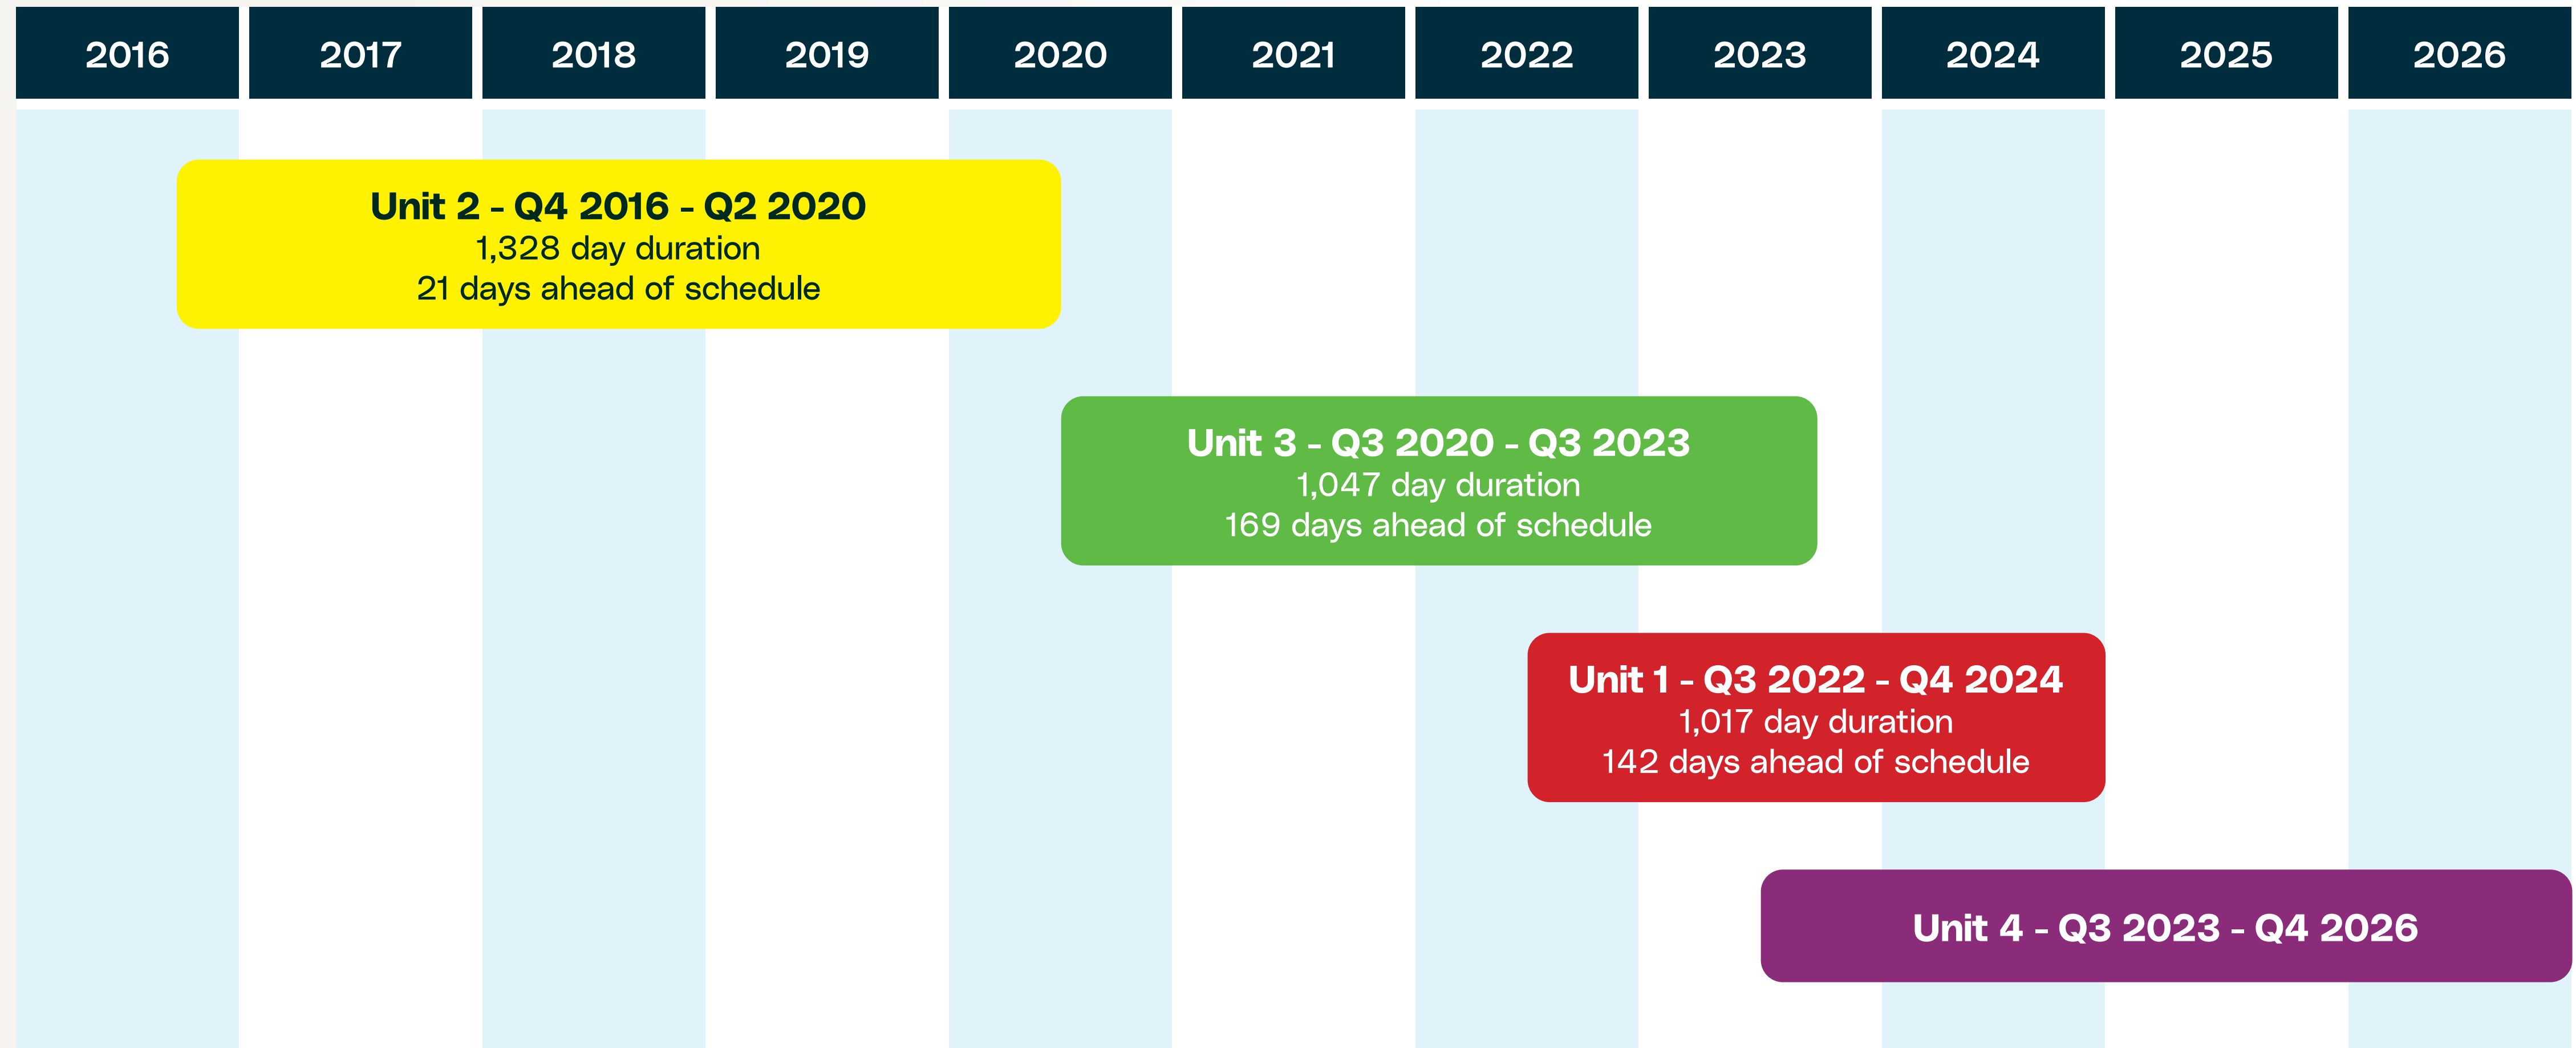 2016 2017 2018 2019 2020 2021 2022 2023 2024 2025 2026
Unit 2 - Q4 2016 - Q2 2020
1,328 day duration
21 days ahead of schedule
Unit 3 - Q3 2020 - Q3 2023
1,047 day duration
169 days ahead of schedule
Unit 1 - Q3 2022 - Q4 2024
1,017 day duration
142 days ahead of schedule
Unit 4 - Q3 2023 - Q4 2026